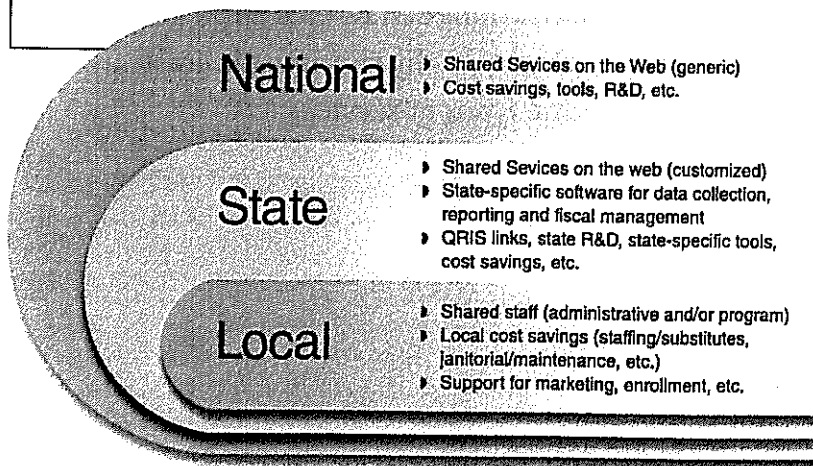 National
▶ Shared Sevices on the Web (generic)
▶ Cost savings, tools, R&D, etc.
State
▶ Shared Sevices on the web (customized)
▶ State-specific software for data collection,
reporting and fiscal management
▶ QRIS links, state R&D, state-specific tools,
cost savings, etc.
Local
▶ Shared staff (administrative and/or program)
▶ Local cost savings (staffing/substitutes,
janitorial/maintenance, etc.)
▶ Support for marketing, enrollment, etc.